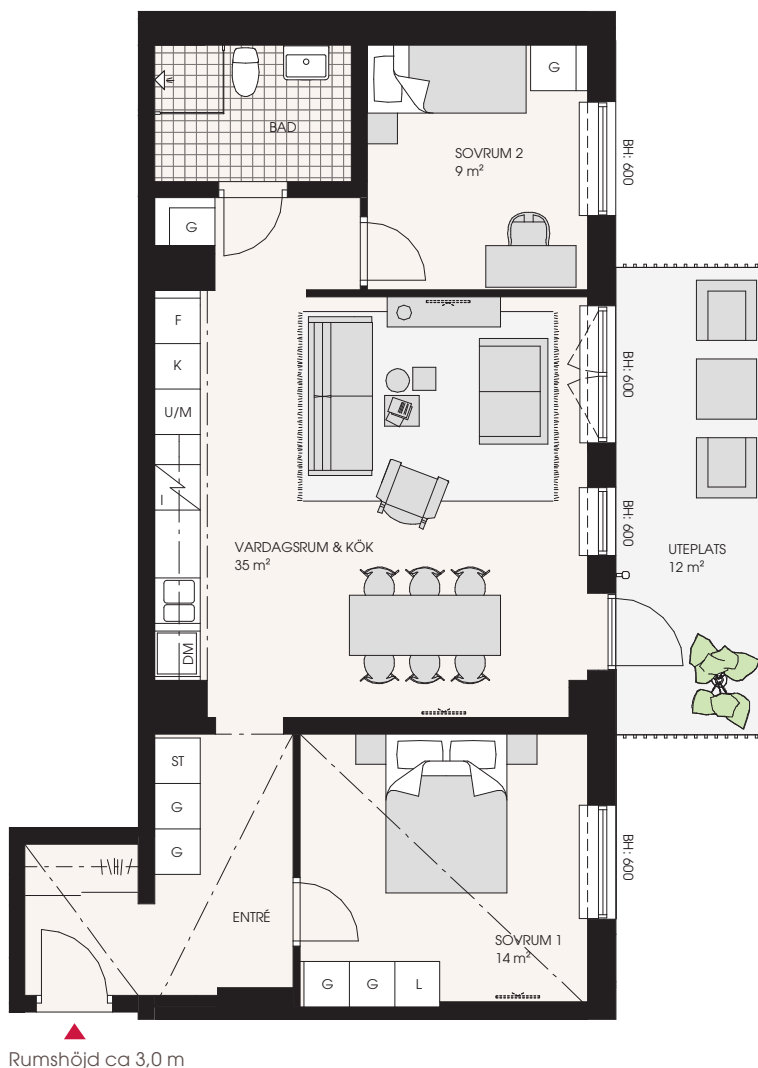 BAD
G
SOVRUM 2
9 m²
BH: 600
G
F
K
U/M
BH: 600
I
BH: 600
VARDAGSRUM & KÖK
35 m²
UTEPLATS
12 m²
DM
ST
G
G
BH: 600
ENTRÉ
SOVRUM 1
14 m²
G
G
L
Rumshöjd ca 3,0 m